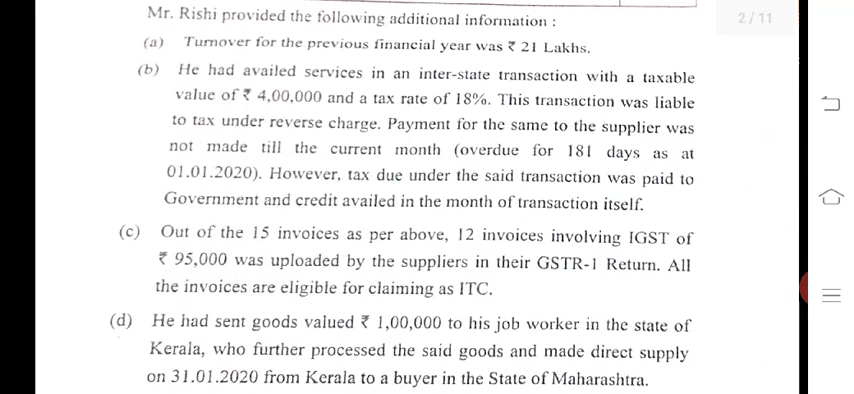 Mr. Rishi provided the following additional information :
2/11
(a) Turnover for the previous financial year was ₹ 21 Lakhs.
(b) He had availed services in an inter-state transaction with a taxable
value of ₹ 4,00,000 and a tax rate of 18%. This transaction was liable
to tax under reverse charge. Payment for the same to the supplier was
not made till the current month (overdue for 181 days as at
01.01.2020). However, tax due under the said transaction was paid to
Government and credit availed in the month of transaction itself.
(c) Out of the 15 invoices as per above, 12 invoices involving IGST of
₹ 95,000 was uploaded by the suppliers in their GSTR-1 Return. All
the invoices are eligible for claiming as ITC.
(d) He had sent goods valued ₹ 1,00,000 to his job worker in the state of
Kerala, who further processed the said goods and made direct supply
on 31.01.2020 from Kerala to a buyer in the State of Maharashtra.